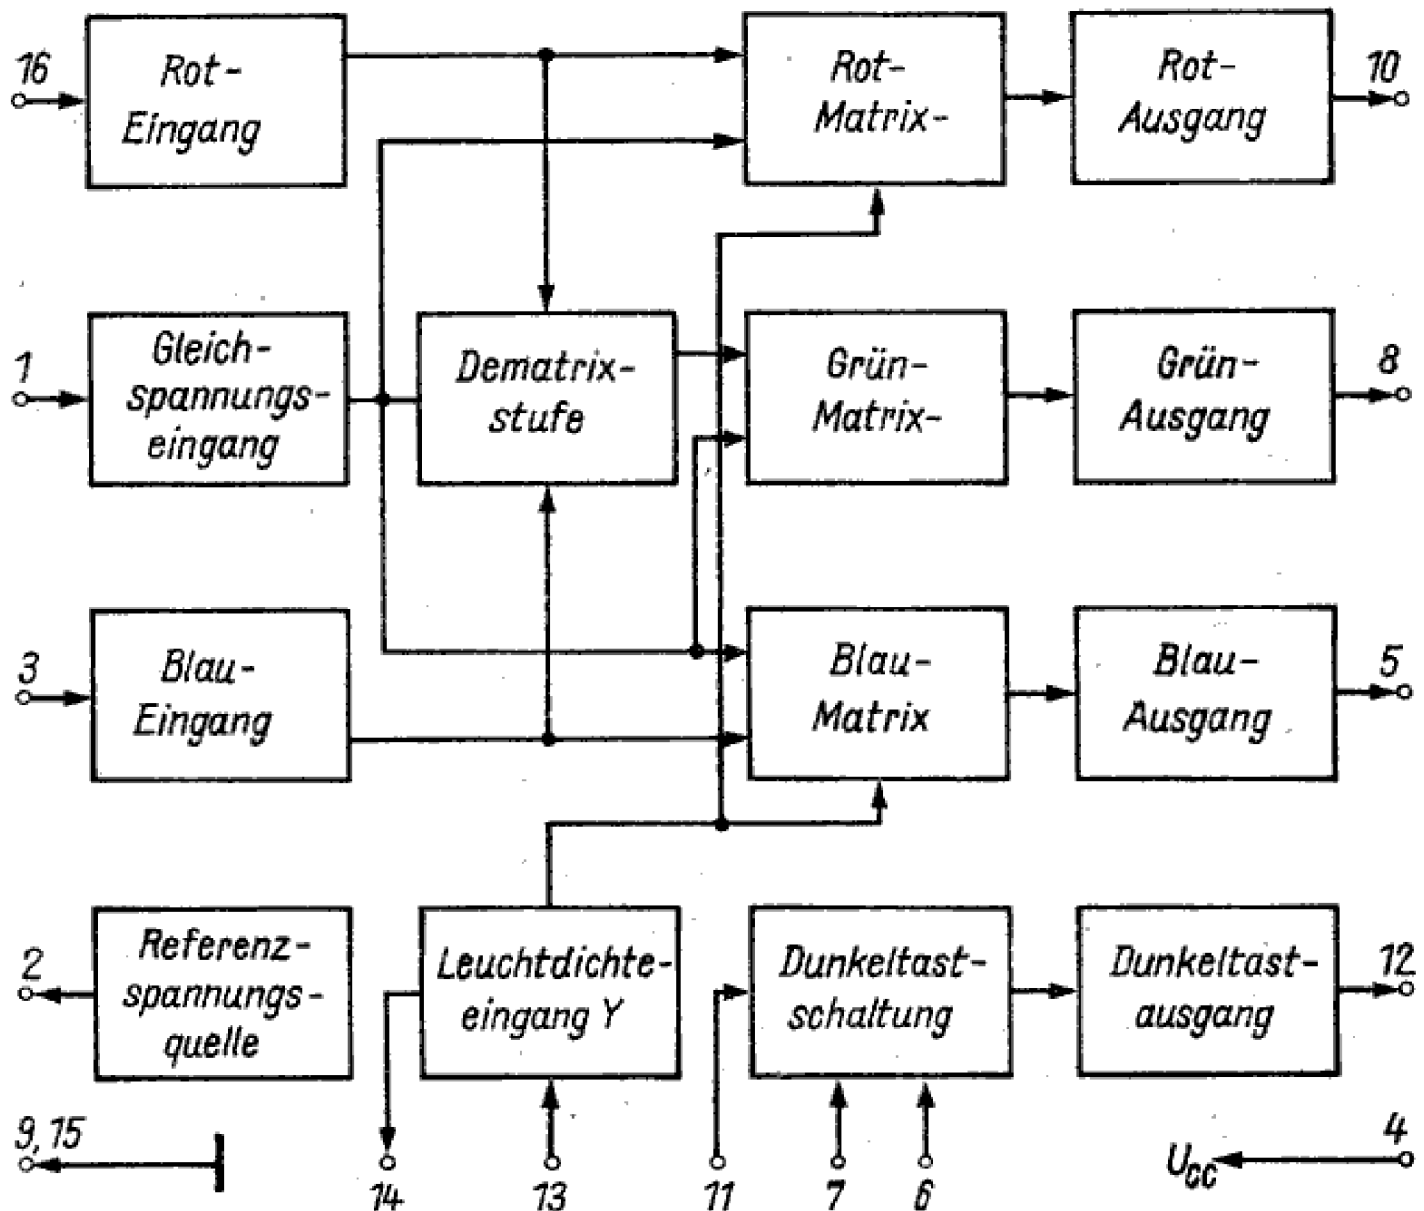 16
Rot-
Eingang
Rot-
Matrix-
Rot-
Ausgang
10
1
Gleich-
spannungs-
eingang
Dematrix-
stufe
Grün-
Matrix-
Grün-
Ausgang
8
3
Blau-
Eingang
Blau-
Matrix
Blau-
Ausgang
5
2
Referenz-
spannungs-
quelle
Leuchtdichte-
eingang Y
Dunkeltast-
schaltung
Dunkeltast-
ausgang
12
9,15
14
13
11
7
6
Ucc
4